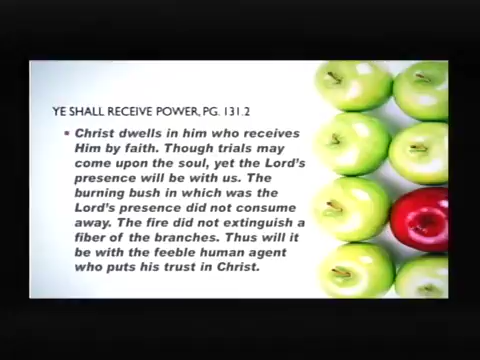 YE SHALL RECEIVE POWER, PG. 131.2
▪ Christ dwells in him who receives
Him by faith. Though trials may
come upon the soul, yet the Lord's
presence will be with us. The
burning bush in which was the
Lord's presence did not consume
away. The fire did not extinguish a
fiber of the branches. Thus will it
be with the feeble human agent
who puts his trust in Christ.